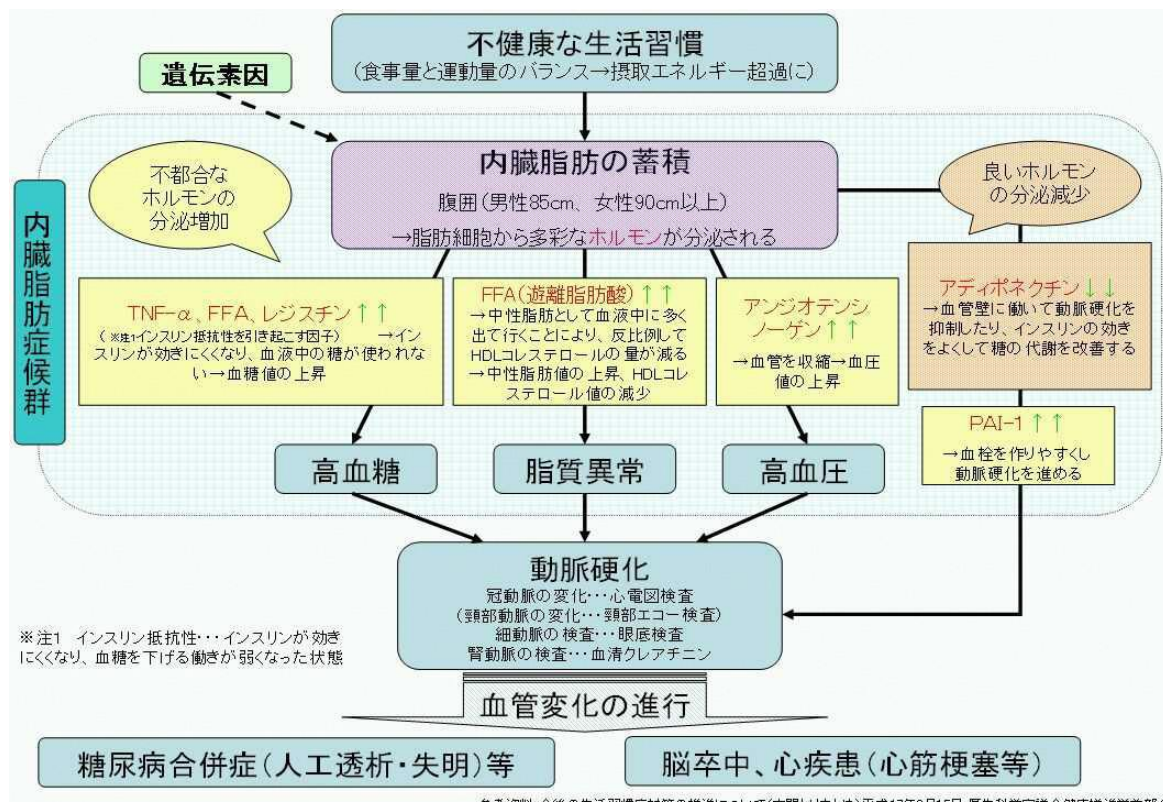 不健康な生活習慣
(食事量と運動量のバランス→摂取エネルギー超過に)
遺伝素因
内臓脂肪症候群
内臓脂肪の蓄積
腹囲(男性85cm、女性90cm以上)
→脂肪細胞から多彩なホルモンが分泌される
不都合な
ホルモンの
分泌増加
良いホルモン
の分泌減少
TNF-α、FFA、レジスチン↑↑
(※注1インスリン抵抗性を引き起こす因子) →イン
スリンが効きにくくなり、血液中の糖が使われな
い→血糖値の上昇
FFA(遊離脂肪酸)↑↑
→中性脂肪として血液中に多く
出て行くことにより、反比例して
HDLコレステロールの量が減る
→中性脂肪値の上昇、HDLコレ
ステロール値の減少
アンジオテンシ
ノーゲン↑↑
→血管を収縮→血圧
値の上昇
アディポネクチン↓↓
→血管壁に働いて動脈硬化を
抑制したり、インスリンの効き
をよくして糖の代謝を改善する
PAI-1↑↑
→血栓を作りやすくし
動脈硬化を進める
高血糖
脂質異常
高血圧
動脈硬化
冠動脈の変化・・・心電図検査
(頸部動脈の変化・・・頸部エコー検査)
細動脈の検査・・・眼底検査
腎動脈の検査・・・血清クレアチニン
※注1 インスリン抵抗性・・・インスリンが効き
にくくなり、血糖を下げる働きが弱くなった状態
血管変化の進行
糖尿病合併症(人工透析・失明)等
脳卒中、心疾患(心筋梗塞等)